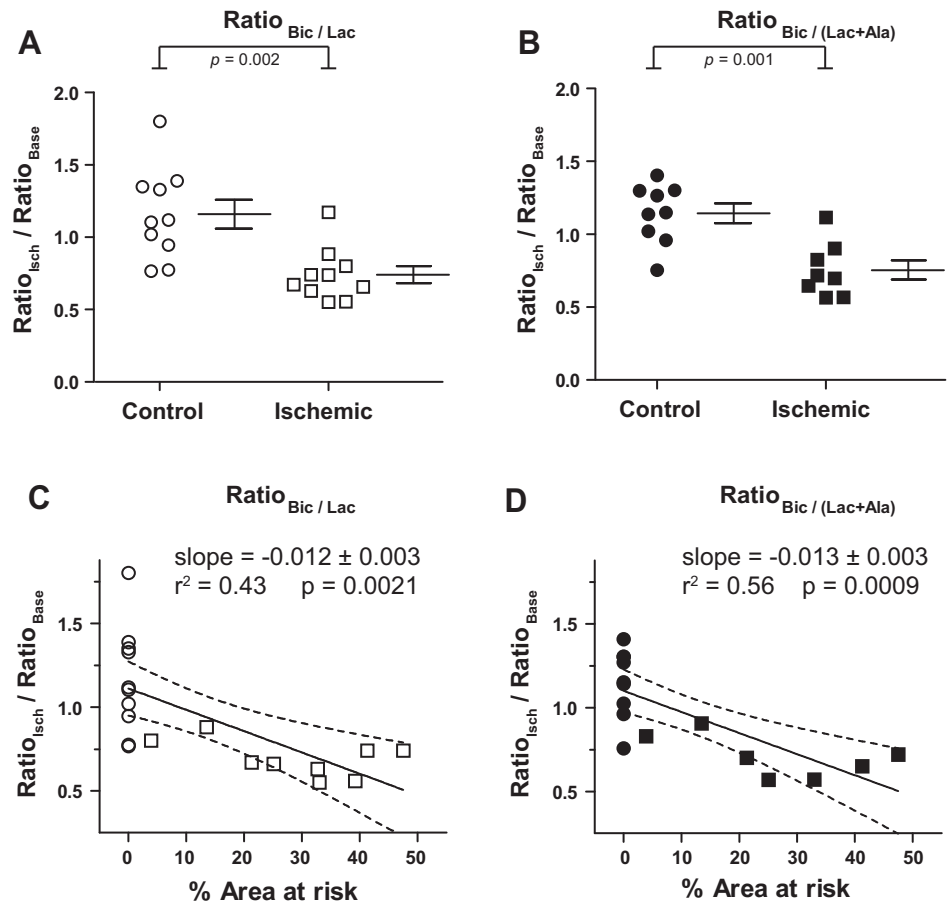 A
Ratio Bic / Lac
p = 0.002
Ratio Isch / Ratio Base
2.0
1.5
1.0
0.5
0.0
Control
Ischemic
B
Ratio Bic / (Lac+Ala)
p = 0.001
Ratio Isch / Ratio Base
2.0
1.5
1.0
0.5
0.0
Control
Ischemic
C
Ratio Bic / Lac
slope = -0.012 ± 0.003
r² = 0.43 p = 0.0021
Ratio Isch / Ratio Base
1.5
1.0
0.5
0 10 20 30 40 50
% Area at risk
D
Ratio Bic / (Lac+Ala)
slope = -0.013 ± 0.003
r² = 0.56 p = 0.0009
Ratio Isch / Ratio Base
1.5
1.0
0.5
0 10 20 30 40 50
% Area at risk